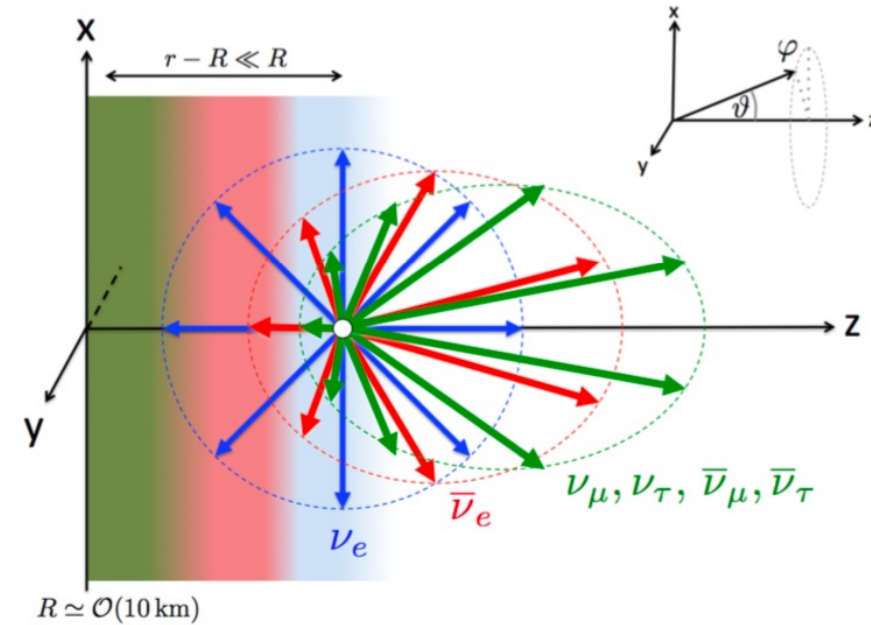 x
r − R ≪ R
x
φ
ϑ
z
y
z
y
ν_μ, ν_τ, ν̄_μ, ν̄_τ
ν̄_e
ν_e
R ≃ 𝒪(10 km)